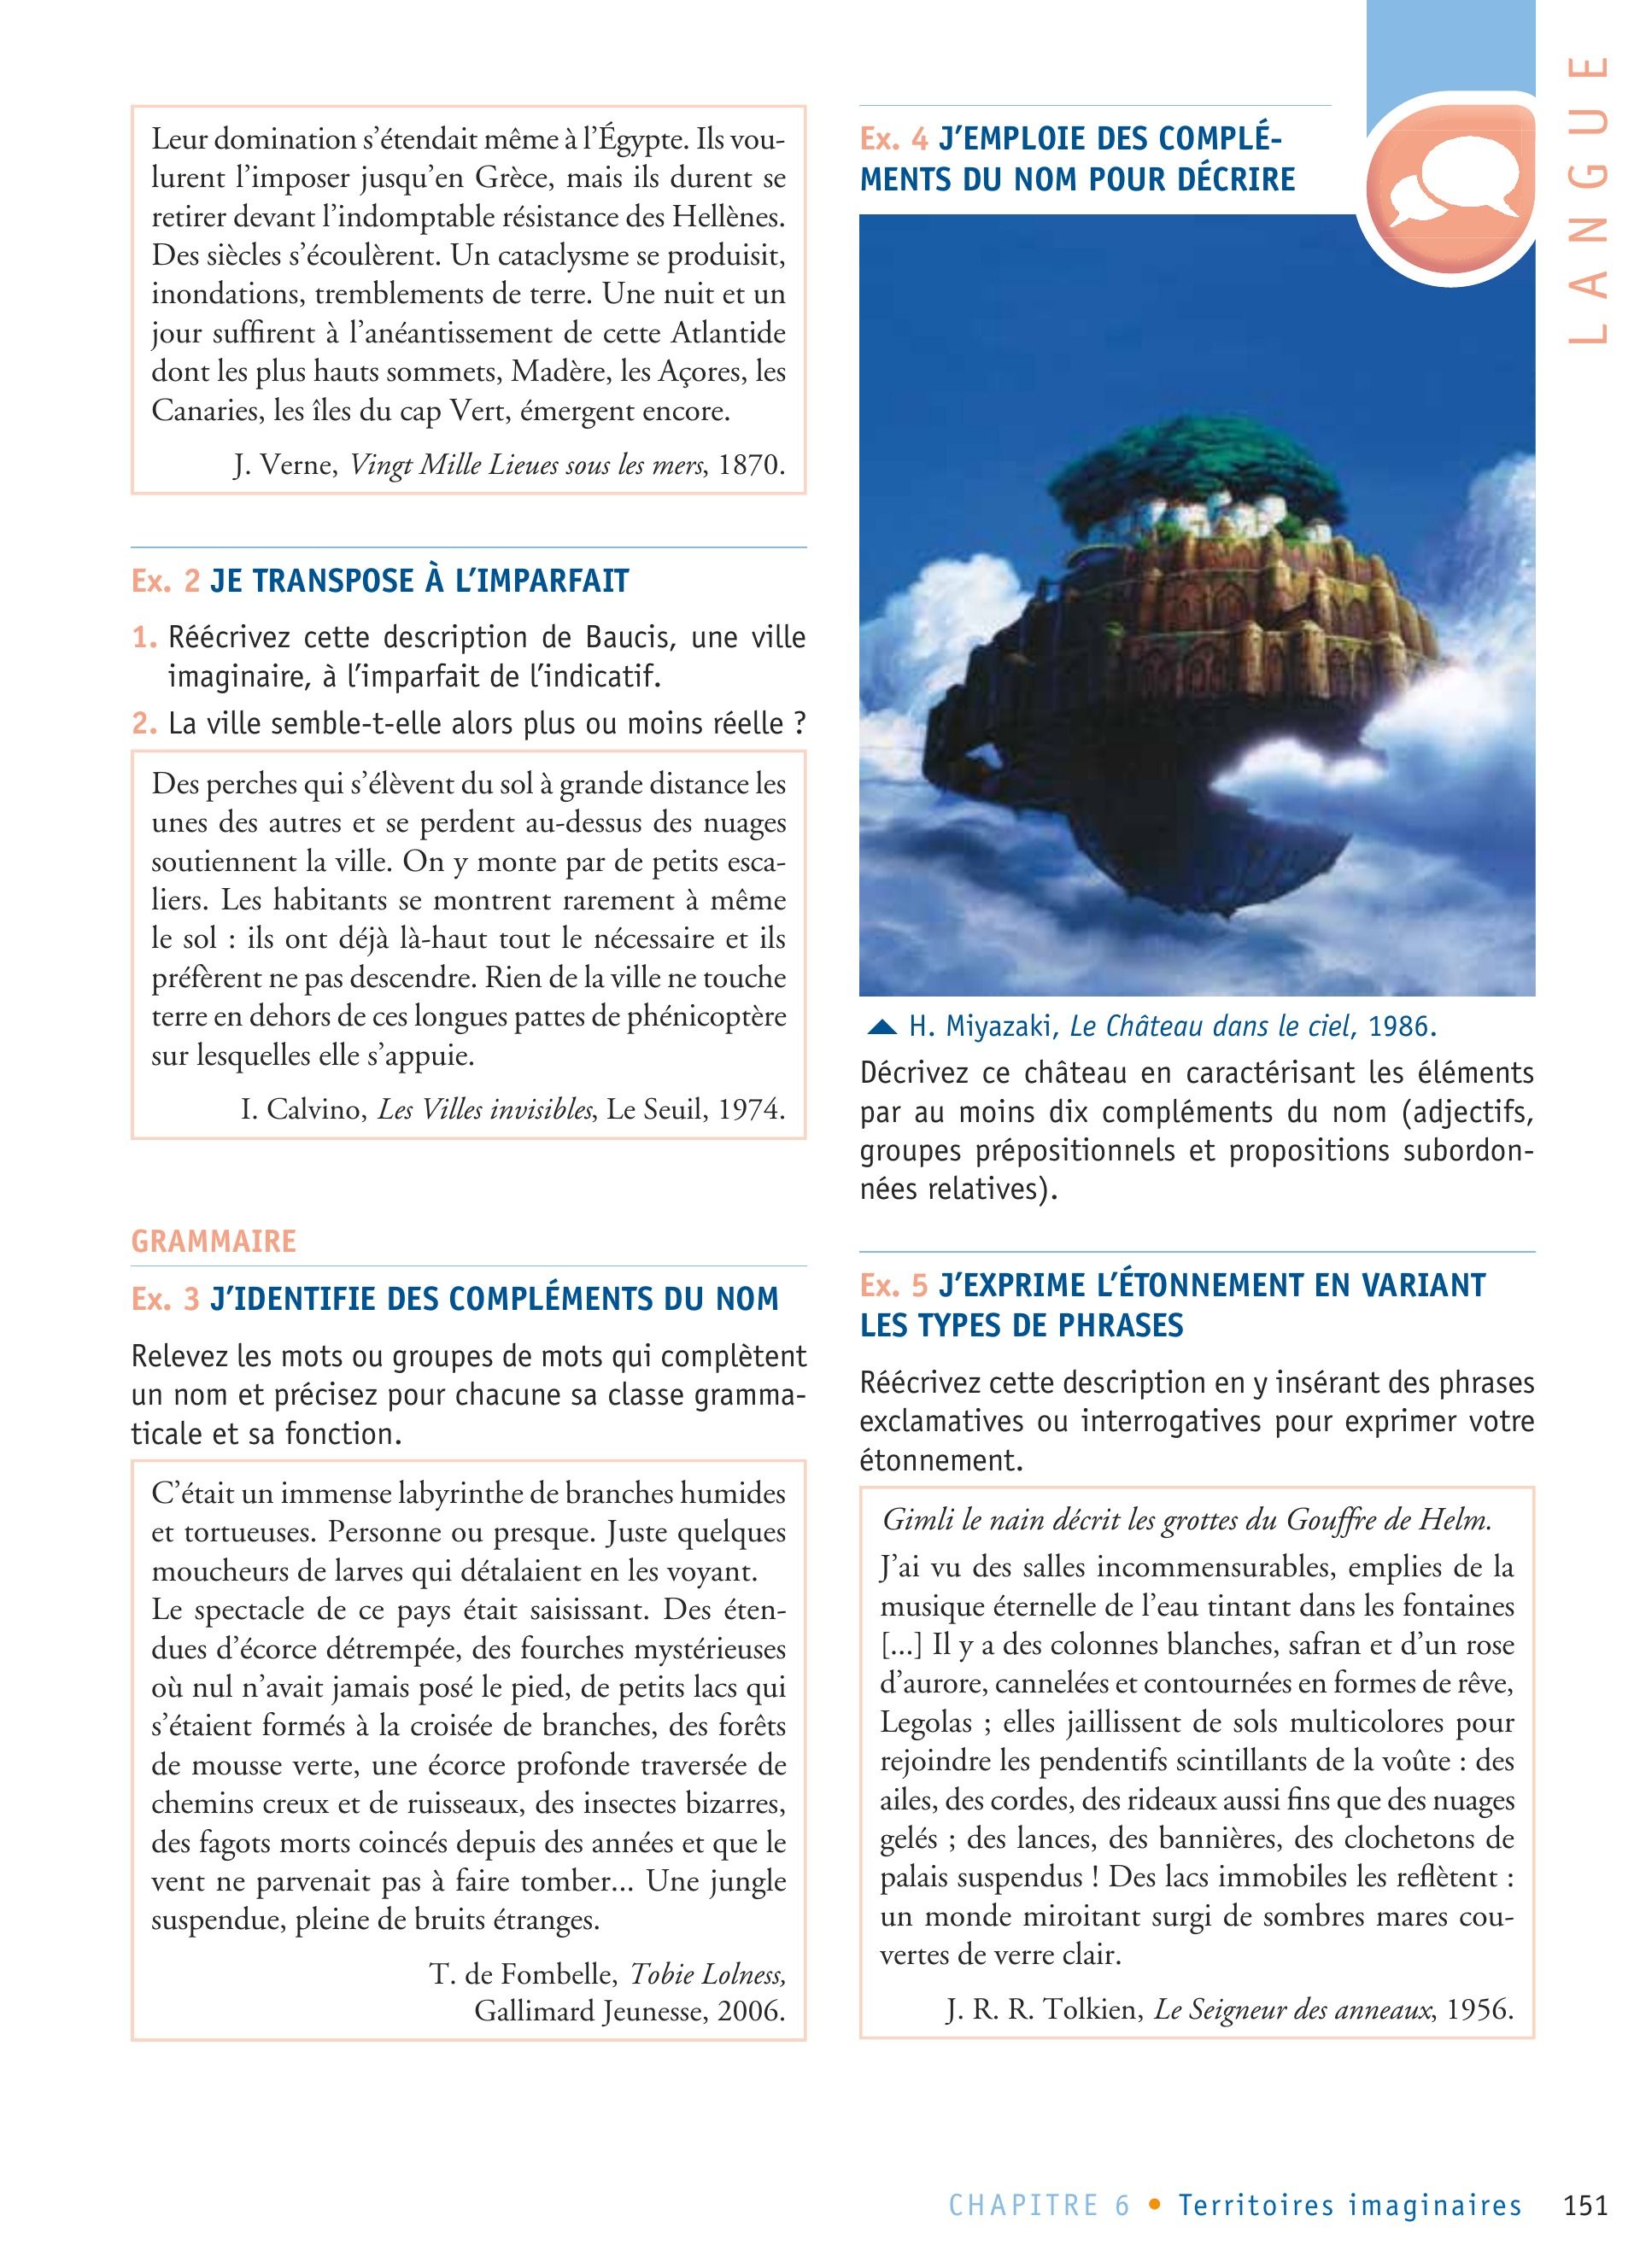 Leur domination s’étendait même à l’Égypte. Ils vou-
lurent l’imposer jusqu’en Grèce, mais ils durent se
retirer devant l’indomptable résistance des Hellènes.
Des siècles s’écoulèrent. Un cataclysme se produisit,
inondations, tremblements de terre. Une nuit et un
jour suffirent à l’anéantissement de cette Atlantide
dont les plus hauts sommets, Madère, les Açores, les
Canaries, les îles du cap Vert, émergent encore.
J. Verne, Vingt Mille Lieues sous les mers, 1870.
Ex. 2 JE TRANSPOSE À L’IMPARFAIT
1. Réécrivez cette description de Baucis, une ville
imaginaire, à l’imparfait de l’indicatif.
2. La ville semble-t-elle alors plus ou moins réelle ?
Des perches qui s’élèvent du sol à grande distance les
unes des autres et se perdent au-dessus des nuages
soutiennent la ville. On y monte par de petits esca-
liers. Les habitants se montrent rarement à même
le sol : ils ont déjà là-haut tout le nécessaire et ils
préfèrent ne pas descendre. Rien de la ville ne touche
terre en dehors de ces longues pattes de phénicoptère
sur lesquelles elle s’appuie.
I. Calvino, Les Villes invisibles, Le Seuil, 1974.
GRAMMAIRE
Ex. 3 J’IDENTIFIE DES COMPLÉMENTS DU NOM
Relevez les mots ou groupes de mots qui complètent
un nom et précisez pour chacune sa classe gramma-
ticale et sa fonction.
C’était un immense labyrinthe de branches humides
et tortueuses. Personne ou presque. Juste quelques
moucheurs de larves qui détalaient en les voyant.
Le spectacle de ce pays était saisissant. Des éten-
dues d’écorce détrempée, des fourches mystérieuses
où nul n’avait jamais posé le pied, de petits lacs qui
s’étaient formés à la croisée de branches, des forêts
de mousse verte, une écorce profonde traversée de
chemins creux et de ruisseaux, des insectes bizarres,
des fagots morts coincés depuis des années et que le
vent ne parvenait pas à faire tomber... Une jungle
suspendue, pleine de bruits étranges.
T. de Fombelle, Tobie Lolness,
Gallimard Jeunesse, 2006.
Ex. 4 J’EMPLOIE DES COMPLÉ-
MENTS DU NOM POUR DÉCRIRE
H. Miyazaki, Le Château dans le ciel, 1986.
Décrivez ce château en caractérisant les éléments
par au moins dix compléments du nom (adjectifs,
groupes prépositionnels et propositions subordon-
nées relatives).
Ex. 5 J’EXPRIME L’ÉTONNEMENT EN VARIANT
LES TYPES DE PHRASES
Réécrivez cette description en y insérant des phrases
exclamatives ou interrogatives pour exprimer votre
étonnement.
Gimli le nain décrit les grottes du Gouffre de Helm.
J’ai vu des salles incommensurables, emplies de la
musique éternelle de l’eau tintant dans les fontaines
[...] Il y a des colonnes blanches, safran et d’un rose
d’aurore, cannelées et contournées en formes de rêve,
Legolas ; elles jaillissent de sols multicolores pour
rejoindre les pendentifs scintillants de la voûte : des
ailes, des cordes, des rideaux aussi fins que des nuages
gelés ; des lances, des bannières, des clochetons de
palais suspendus ! Des lacs immobiles les reflètent :
un monde miroitant surgi de sombres mares cou-
vertes de verre clair.
J. R. R. Tolkien, Le Seigneur des anneaux, 1956.
LANGUE
CHAPITRE 6 • Territoires imaginaires 151